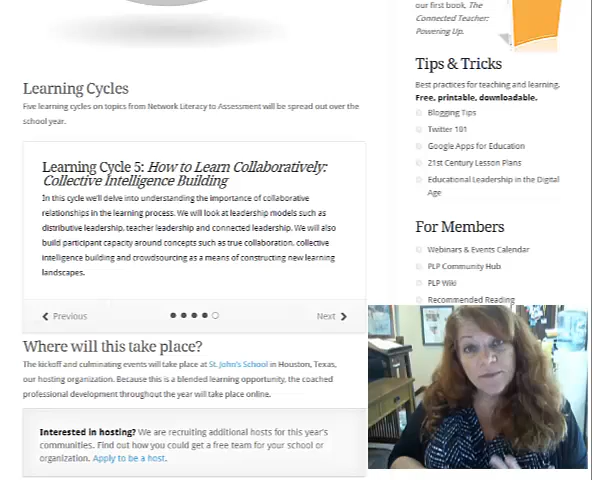 Learning Cycles
Five learning cycles on topics from Network Literacy to Assessment will be spread out over the
school year.
Learning Cycle 5: How to Learn Collaboratively:
Collective Intelligence Building
In this cycle we'll delve into understanding the importance of collaborative
relationships in the learning process. We will look at leadership models such as
distributive leadership, teacher leadership and connected leadership. We will also
build participant capacity around concepts such as true collaboration, collective
intelligence building and crowdsourcing as a means of constructing new learning
landscapes.
Previous
Next
Where will this take place?
The kickoff and culminating events will take place at St. John's School in Houston, Texas,
our hosting organization. Because this is a blended learning opportunity, the coached
professional development throughout the year will take place online.
Interested in hosting? We are recruiting additional hosts for this year's
communities. Find out how you could get a free team for your school or
organization. Apply to be a host.
our first book, The
Connected Teacher:
Powering Up.
Tips & Tricks
Best practices for teaching and learning.
Free, printable, downloadable.
Blogging Tips
Twitter 101
Google Apps for Education
21st Century Lesson Plans
Educational Leadership in the Digital
Age
For Members
Webinars & Events Calendar
PLP Community Hub
PLP Wiki
Recommended Reading